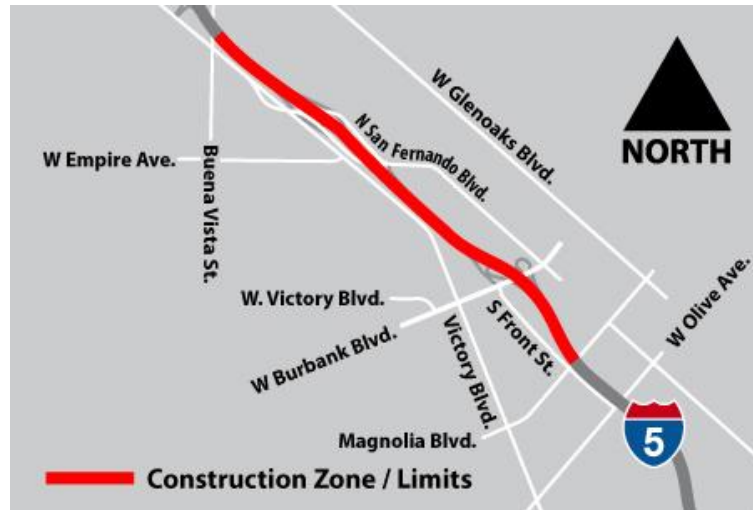 W Glenoaks Blvd.
NORTH
N San Fernando Blvd.
W Empire Ave.
Buena Vista St.
W Olive Ave.
W. Victory Blvd.
S Front St.
W Burbank Blvd.
Victory Blvd.
Magnolia Blvd.
5
Construction Zone / Limits